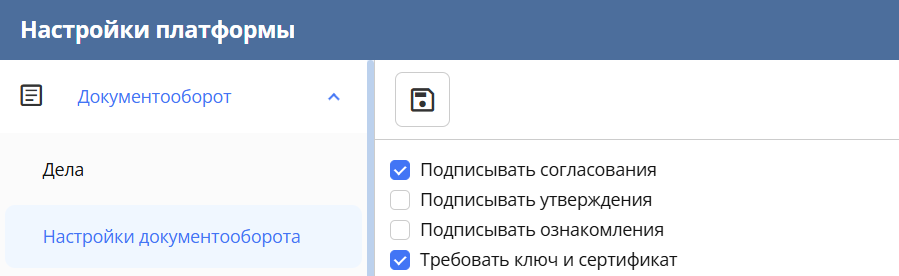 Настройки платформы
Документооборот
Дела
Настройки документооборота
Подписывать согласования
Подписывать утверждения
Подписывать ознакомления
Требовать ключ и сертификат